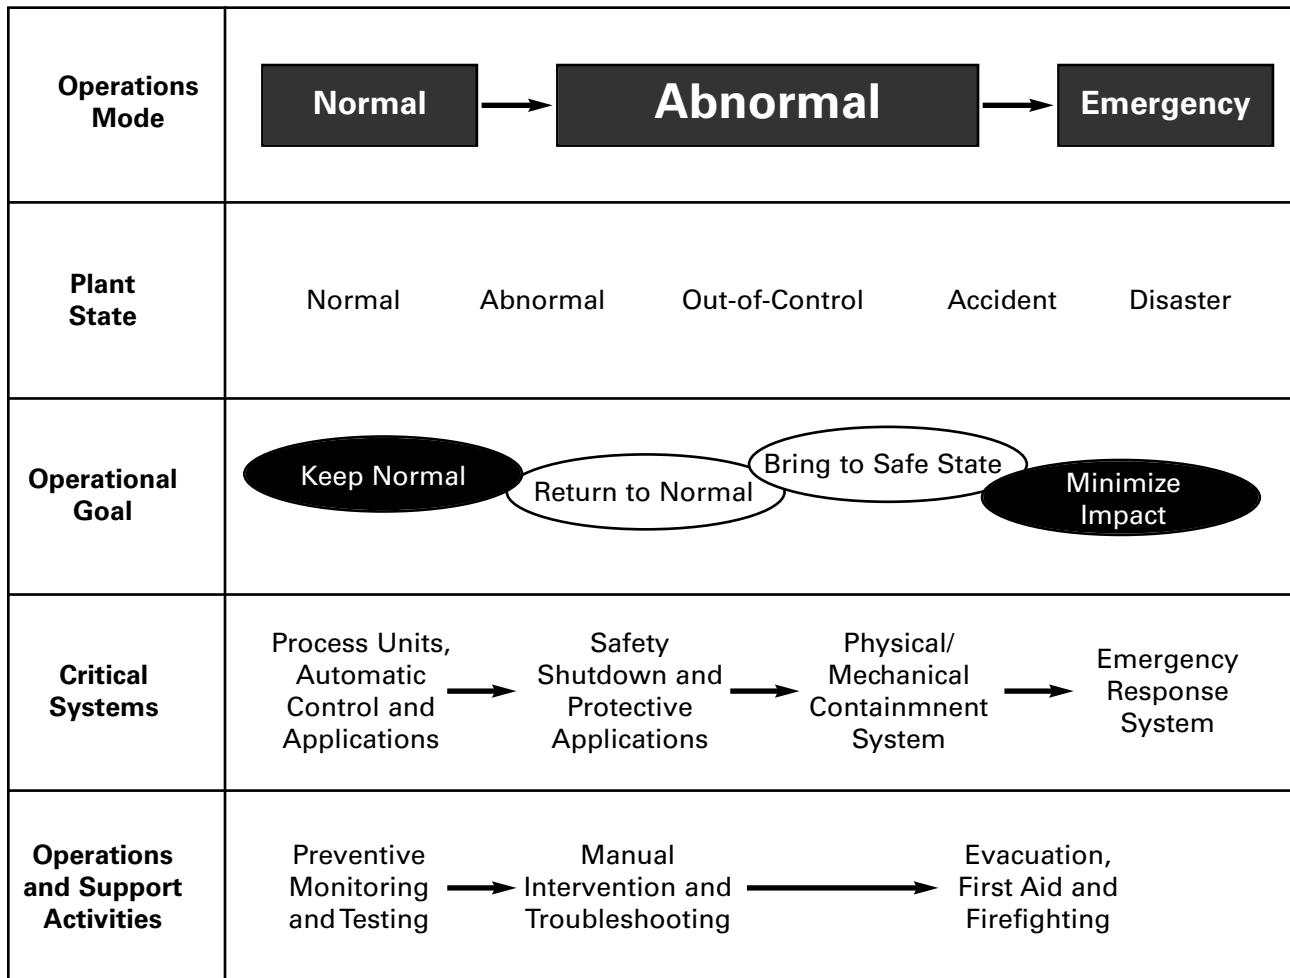 Operations
Mode
Normal
Abnormal
Emergency
Plant
State
Normal
Abnormal
Out-of-Control
Accident
Disaster
Operational
Goal
Keep Normal
Return to Normal
Bring to Safe State
Minimize
Impact
Critical
Systems
Process Units,
Automatic
Control and
Applications
Safety
Shutdown and
Protective
Applications
Physical/
Mechanical
Containmnent
System
Emergency
Response
System
Operations
and Support
Activities
Preventive
Monitoring
and Testing
Manual
Intervention and
Troubleshooting
Evacuation,
First Aid and
Firefighting